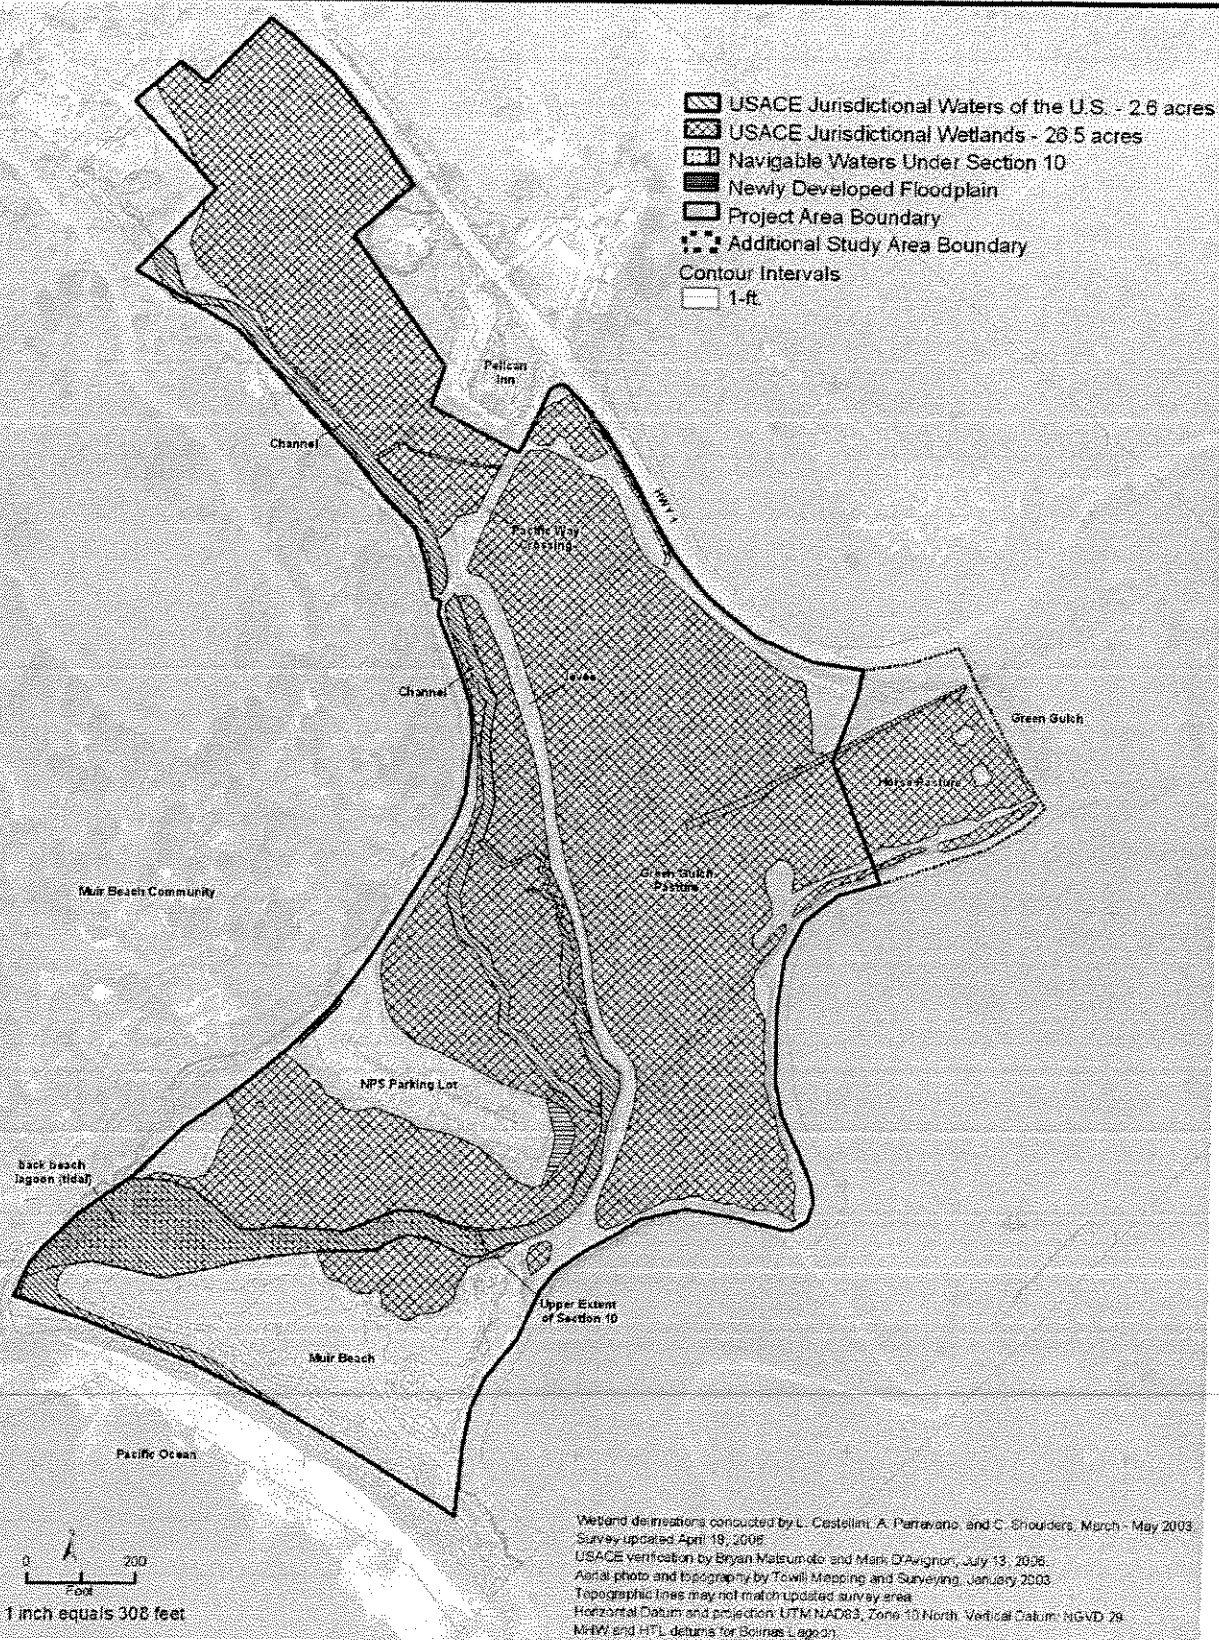 USACE Jurisdictional Waters of the U.S. - 2.6 acres
USACE Jurisdictional Wetlands - 26.5 acres
Navigable Waters Under Section 10
Newly Developed Floodplain
Project Area Boundary
Additional Study Area Boundary
Contour Intervals
1-ft.
Pelican
Inn
Channel
HWY 1
Pacific Way
Crossing
Channel
levee
Green Gulch
Horse Pasture
Green Gulch
Pasture
Muir Beach Community
NPS Parking Lot
back beach
lagoon (tidal)
Upper Extent
of Section 10
Muir Beach
Pacific Ocean
0 200
Feet
1 inch equals 308 feet
Wetland delineations conducted by L. Castellini, A. Parravano, and C. Shoulders, March - May 2003
Survey updated April 18, 2006
USACE verification by Bryan Matsumoto and Mark D'Avignon, July 13, 2006.
Aerial photo and topography by Towill Mapping and Surveying, January 2003
Topographic lines may not match updated survey area
Horizontal Datum and projection: UTM NAD83, Zone 10 North. Vertical Datum: NGVD 29
MHW and HTL datums for Bolinas Lagoon